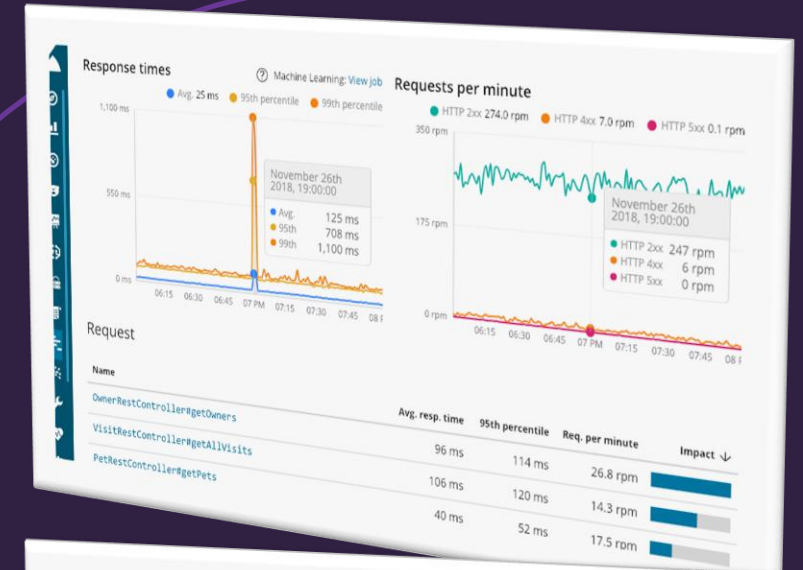 Response times
Machine Learning: View job
Avg. 25 ms 95th percentile 99th percentile
1,100 ms
550 ms
0 ms
November 26th
2018, 19:00:00
Avg. 125 ms
95th 708 ms
99th 1,100 ms
06:15 06:30 06:45 07 PM 07:15 07:30 07:45 08
Requests per minute
HTTP 2xx 274.0 rpm HTTP 4xx 7.0 rpm HTTP 5xx 0.1 rpm
350 rpm
175 rpm
0 rpm
November 26th
2018, 19:00:00
HTTP 2xx 247 rpm
HTTP 4xx 6 rpm
HTTP 5xx 0 rpm
06:15 06:30 06:45 07 PM 07:15 07:30 07:45 08
Request
Name Avg. resp. time 95th percentile Req. per minute Impact ↓
OwnerRestController#getOwners 96 ms 114 ms 26.8 rpm
VisitRestController#getAllVisits 106 ms 120 ms 14.3 rpm
PetRestController#getPets 40 ms 52 ms 17.5 rpm